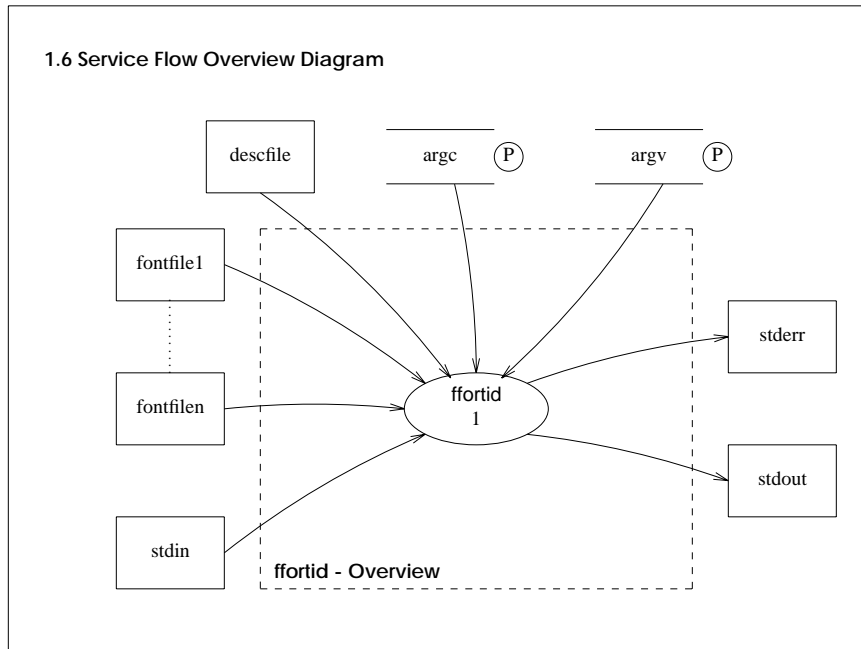 1.6 Service Flow Overview Diagram
descfile
argc
P
argv
P
fontfile1
stderr
fontfilen
ffortid
1
stdout
stdin
ffortid - Overview